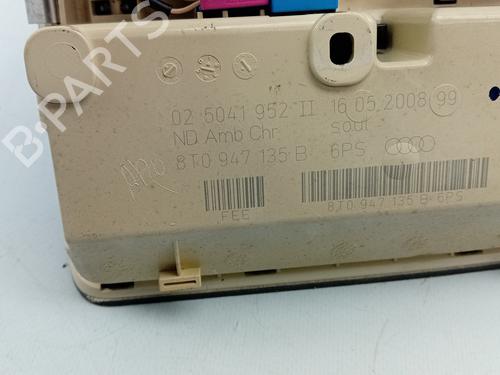 02 5041 952 II 16.05.2008 99
ND Amb Chr soul
8T0 947 135 B 6PS
FEE
8T0 947 135 B 6PS
B-PARTS